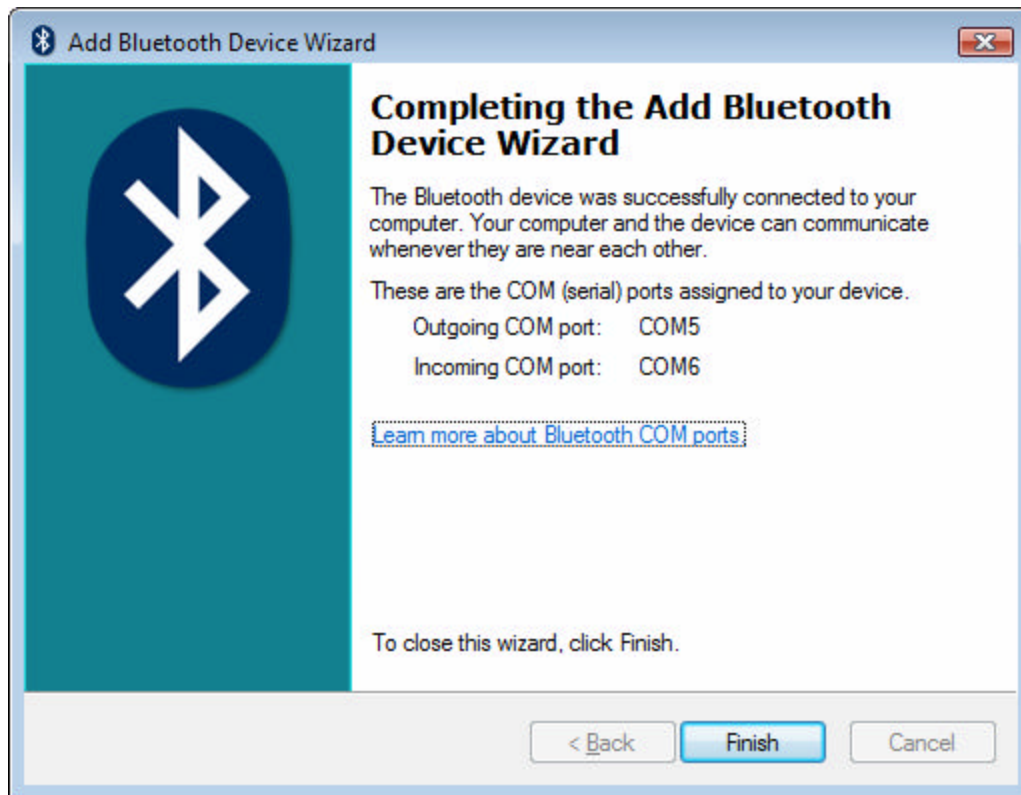 Add Bluetooth Device Wizard
Completing the Add Bluetooth
Device Wizard
The Bluetooth device was successfully connected to your
computer. Your computer and the device can communicate
whenever they are near each other.
These are the COM (serial) ports assigned to your device.
Outgoing COM port: COM5
Incoming COM port: COM6
Learn more about Bluetooth COM ports.
To close this wizard, click Finish.
< Back Finish Cancel